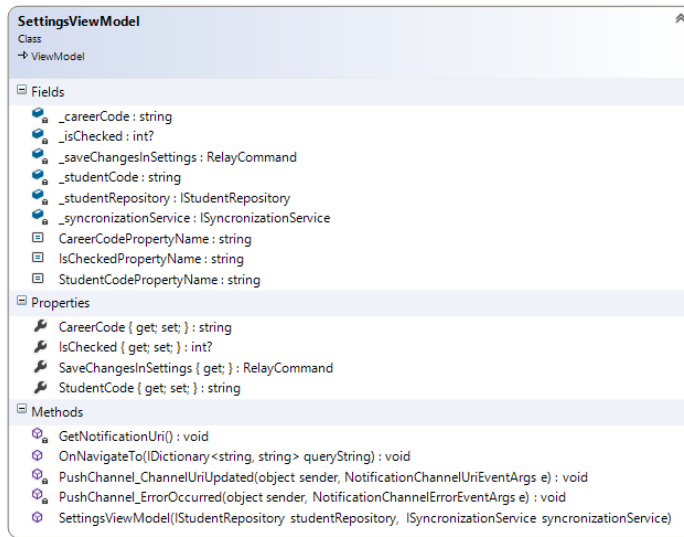 SettingsViewModel
Class
ViewModel
Fields
_careerCode : string
_isChecked : int?
_saveChangesInSettings : RelayCommand
_studentCode : string
_studentRepository : IStudentRepository
_syncronizationService : ISyncronizationService
CareerCodePropertyName : string
IsCheckedPropertyName : string
StudentCodePropertyName : string
Properties
CareerCode { get; set; } : string
IsChecked { get; set; } : int?
SaveChangesInSettings { get; } : RelayCommand
StudentCode { get; set; } : string
Methods
GetNotificationUri() : void
OnNavigateTo(IDictionary<string, string> queryString) : void
PushChannel_ChannelUriUpdated(object sender, NotificationChannelUriEventArgs e) : void
PushChannel_ErrorOccurred(object sender, NotificationChannelErrorEventArgs e) : void
SettingsViewModel(IStudentRepository studentRepository, ISyncronizationService syncronizationService)